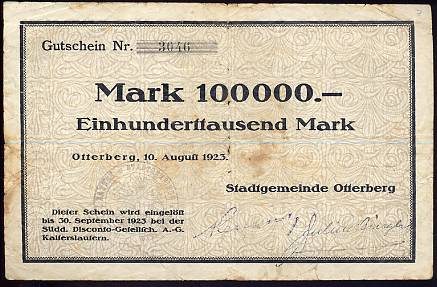 Gutschein Nr. 3046
Mark 100000.–
Einhunderttausend Mark
Otterberg, 10. August 1923.
Stadtgemeinde Otterberg
Dieser Schein wird eingelöst
bis 30. September 1923 bei der
Südd. Disconto-Gesellsch. A.-G.
Kaiserslautern.